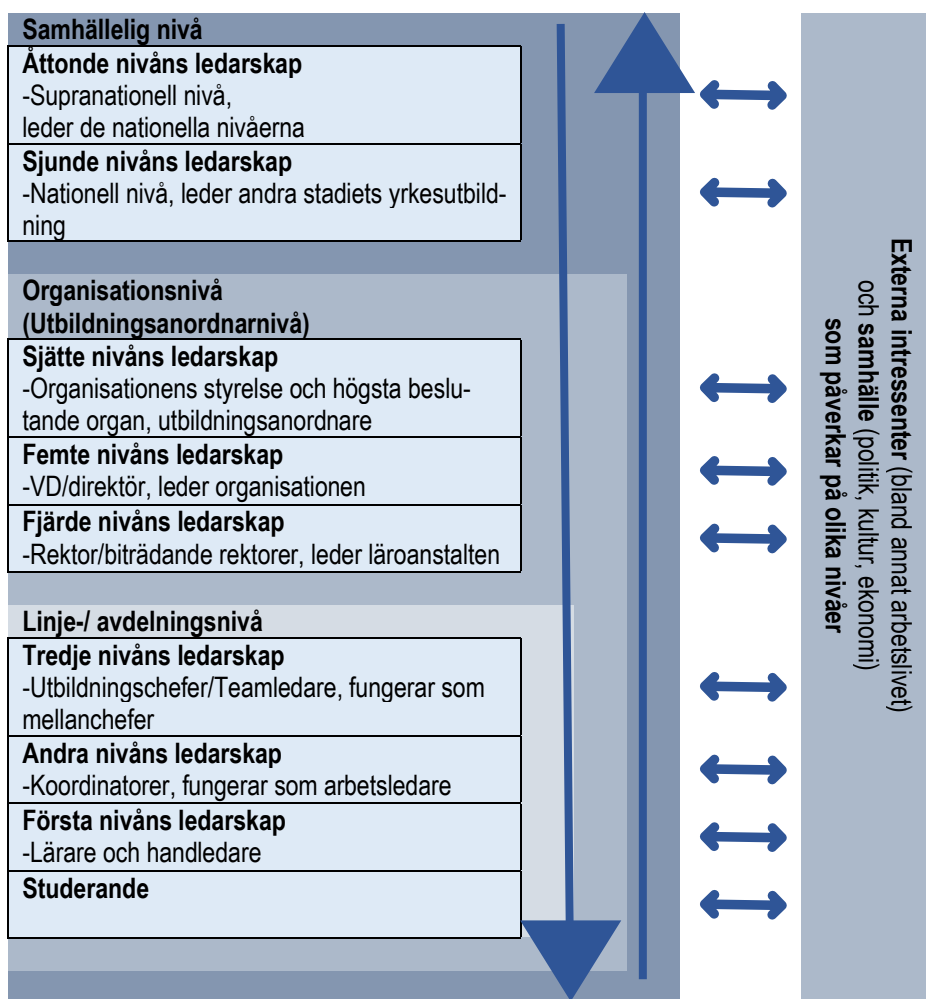 Samhällelig nivå
Åttonde nivåns ledarskap
-Supranationell nivå,
leder de nationella nivåerna
Sjunde nivåns ledarskap
-Nationell nivå, leder andra stadiets yrkesutbild-
ning
Organisationsnivå
(Utbildningsanordnarnivå)
Sjätte nivåns ledarskap
-Organisationens styrelse och högsta beslu-
tande organ, utbildningsanordnare
Femte nivåns ledarskap
-VD/direktör, leder organisationen
Fjärde nivåns ledarskap
-Rektor/biträdande rektorer, leder läroanstalten
Linje-/ avdelningsnivå
Tredje nivåns ledarskap
-Utbildningschefer/Teamledare, fungerar som
mellanchefer
Andra nivåns ledarskap
-Koordinatorer, fungerar som arbetsledare
Första nivåns ledarskap
-Lärare och handledare
Studerande
Externa intressenter (bland annat arbetslivet)
och samhälle (politik, kultur, ekonomi)
som påverkar på olika nivåer